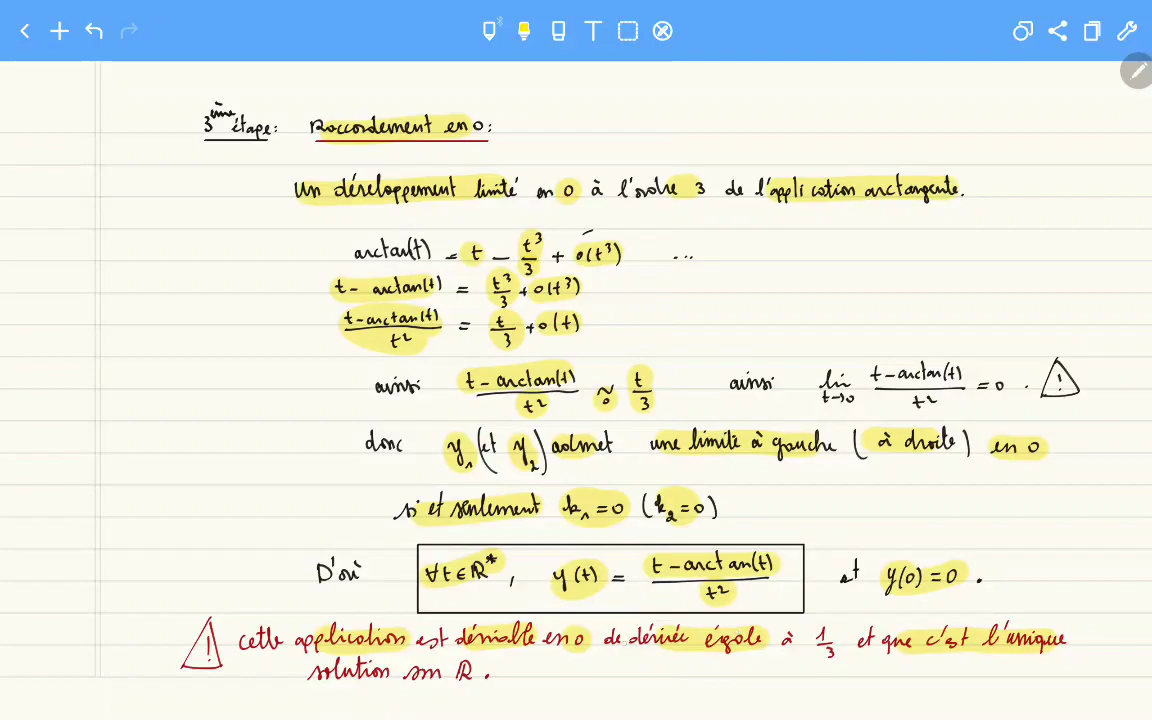 3ème étape: Raccordement en 0:
Un développement limité en 0 à l'ordre 3 de l'application arctangente.
arctan(t) = t - t³/3 + o(t³) ...
t - arctan(t) = t³/3 + o(t³)
t-arctan(t)/t² = t/3 + o(t)
ainsi t-arctan(t)/t² ~₀ t/3 ainsi lim t→0 t-arctan(t)/t² = 0 . !
donc y₁ (et y₂) admet une limite à gauche (à droite) en 0
si et seulement k₁=0 (k₂=0)
D'où ∀t∈ℝ*, y(t) = t-arctan(t)/t² et y(0)=0.
! cette application est dérivable en 0 de dérivée égale à 1/3 et que c'est l'unique
solution sur ℝ.